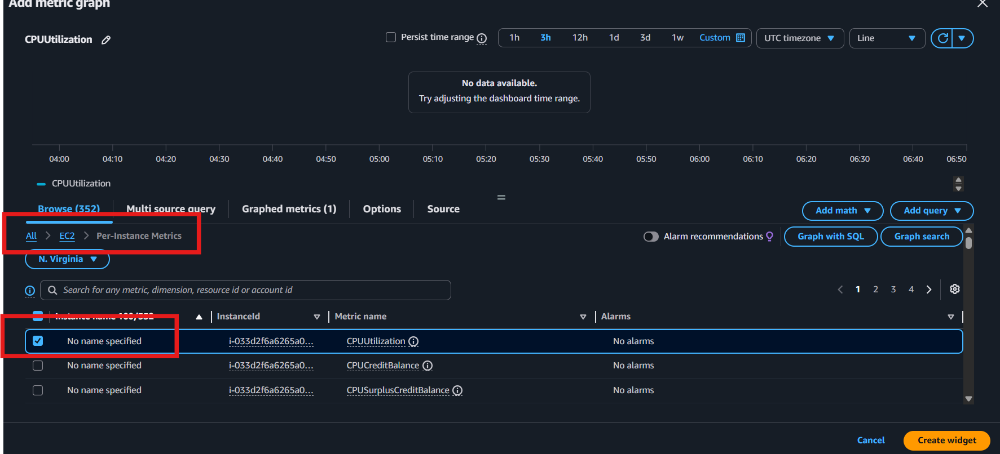 Add metric graph
CPUUtilization
Persist time range
1h 3h 12h 1d 3d 1w Custom
UTC timezone
Line
No data available.
Try adjusting the dashboard time range.
04:00 04:10 04:20 04:30 04:40 04:50 05:00 05:10 05:20 05:30 05:40 05:50 06:00 06:10 06:20 06:30 06:40 06:50
CPUUtilization
Browse (352) Multi source query Graphed metrics (1) Options Source
Add math Add query
All > EC2 > Per-Instance Metrics
Alarm recommendations Graph with SQL Graph search
N. Virginia
Search for any metric, dimension, resource id or account id
1 2 3 4
Instance name 100/352 InstanceId Metric name Alarms
No name specified i-033d2f6a6265a0... CPUUtilization No alarms
No name specified i-033d2f6a6265a0... CPUCreditBalance No alarms
No name specified i-033d2f6a6265a0... CPUSurplusCreditBalance No alarms
Cancel Create widget